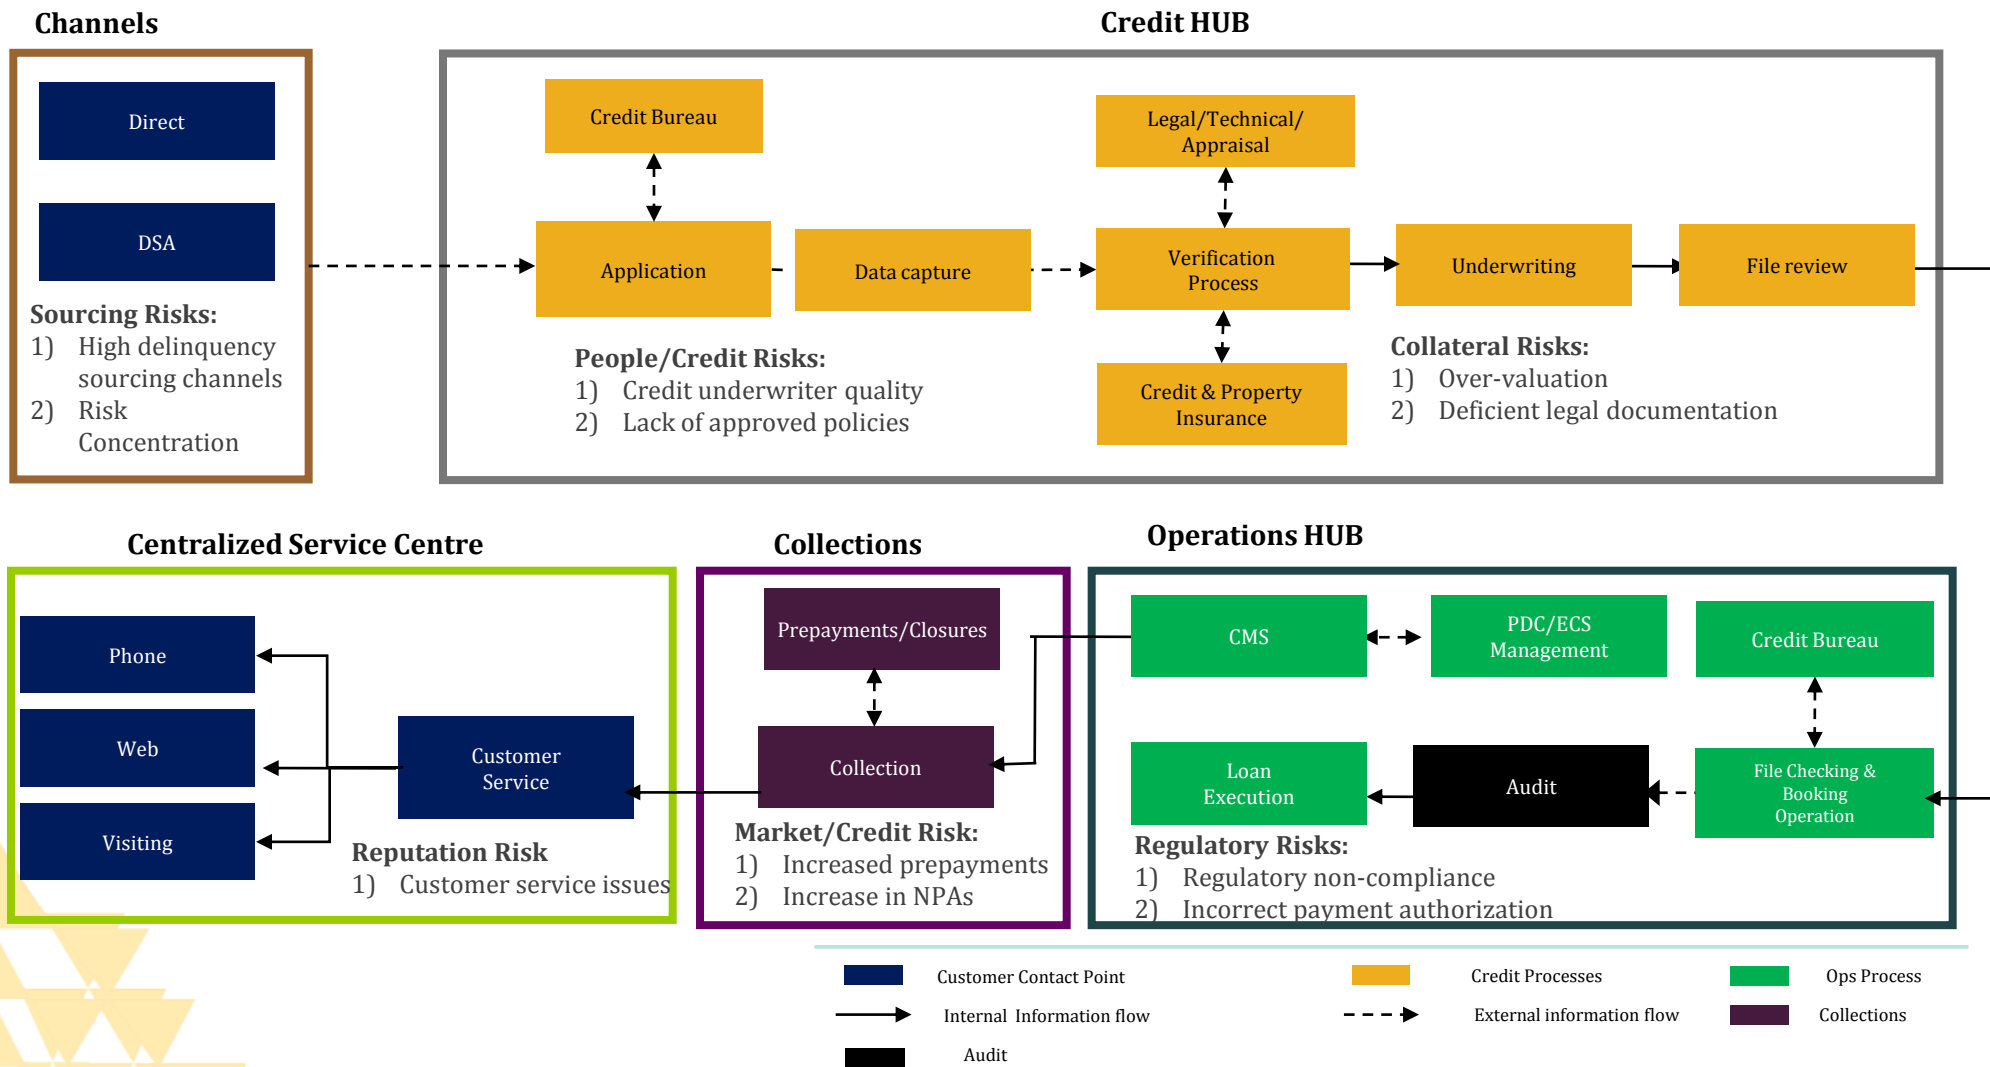 Channels
Credit HUB
Direct
DSA
Sourcing Risks:
1) High delinquency
sourcing channels
2) Risk
Concentration
Credit Bureau
Legal/Technical/
Appraisal
Application
Data capture
Verification
Process
Underwriting
File review
People/Credit Risks:
1) Credit underwriter quality
2) Lack of approved policies
Credit & Property
Insurance
Collateral Risks:
1) Over-valuation
2) Deficient legal documentation
Centralized Service Centre
Collections
Operations HUB
Phone
Web
Visiting
Customer
Service
Reputation Risk
1) Customer service issues
Prepayments/Closures
Collection
Market/Credit Risk:
1) Increased prepayments
2) Increase in NPAs
CMS
PDC/ECS
Management
Credit Bureau
Loan
Execution
Audit
File Checking &
Booking
Operation
Regulatory Risks:
1) Regulatory non-compliance
2) Incorrect payment authorization
Customer Contact Point
Credit Processes
Ops Process
Internal Information flow
External information flow
Collections
Audit